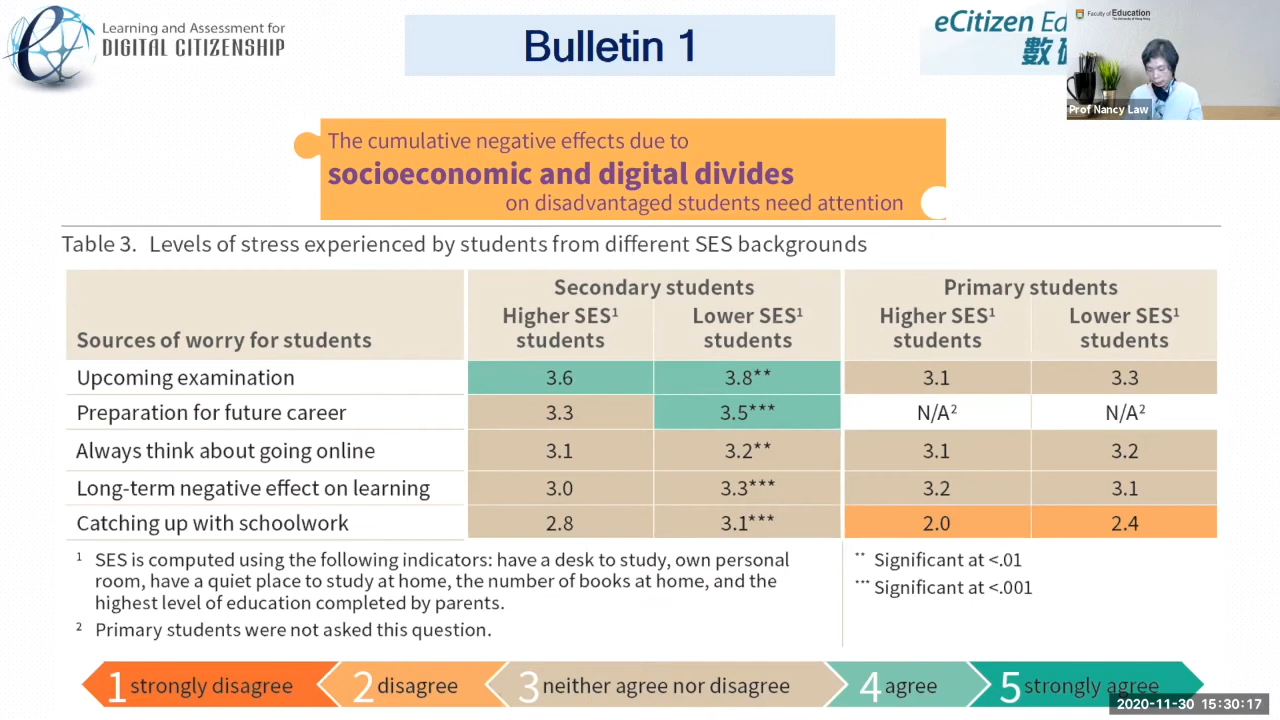 Learning and Assessment for
DIGITAL CITIZENSHIP
Bulletin 1
eCitizen Ed
數
Faculty of Education
The University of Hong Kong
Prof Nancy Law
The cumulative negative effects due to
socioeconomic and digital divides
on disadvantaged students need attention
Table 3. Levels of stress experienced by students from different SES backgrounds
Sources of worry for students
Secondary students
Primary students
Higher SES¹ students
Lower SES¹ students
Higher SES¹ students
Lower SES¹ students
Upcoming examination 3.6 3.8** 3.1 3.3
Preparation for future career 3.3 3.5*** N/A² N/A²
Always think about going online 3.1 3.2** 3.1 3.2
Long-term negative effect on learning 3.0 3.3*** 3.2 3.1
Catching up with schoolwork 2.8 3.1*** 2.0 2.4
¹ SES is computed using the following indicators: have a desk to study, own personal
room, have a quiet place to study at home, the number of books at home, and the
highest level of education completed by parents.
² Primary students were not asked this question.
** Significant at <.01
*** Significant at <.001
1 strongly disagree 2 disagree 3 neither agree nor disagree 4 agree 5 strongly agree
2020-11-30 15:30:17